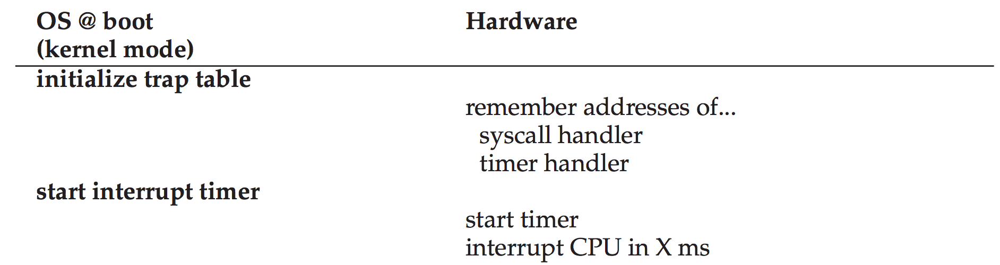 OS @ boot
(kernel mode)
Hardware
initialize trap table
remember addresses of...
syscall handler
timer handler
start interrupt timer
start timer
interrupt CPU in X ms